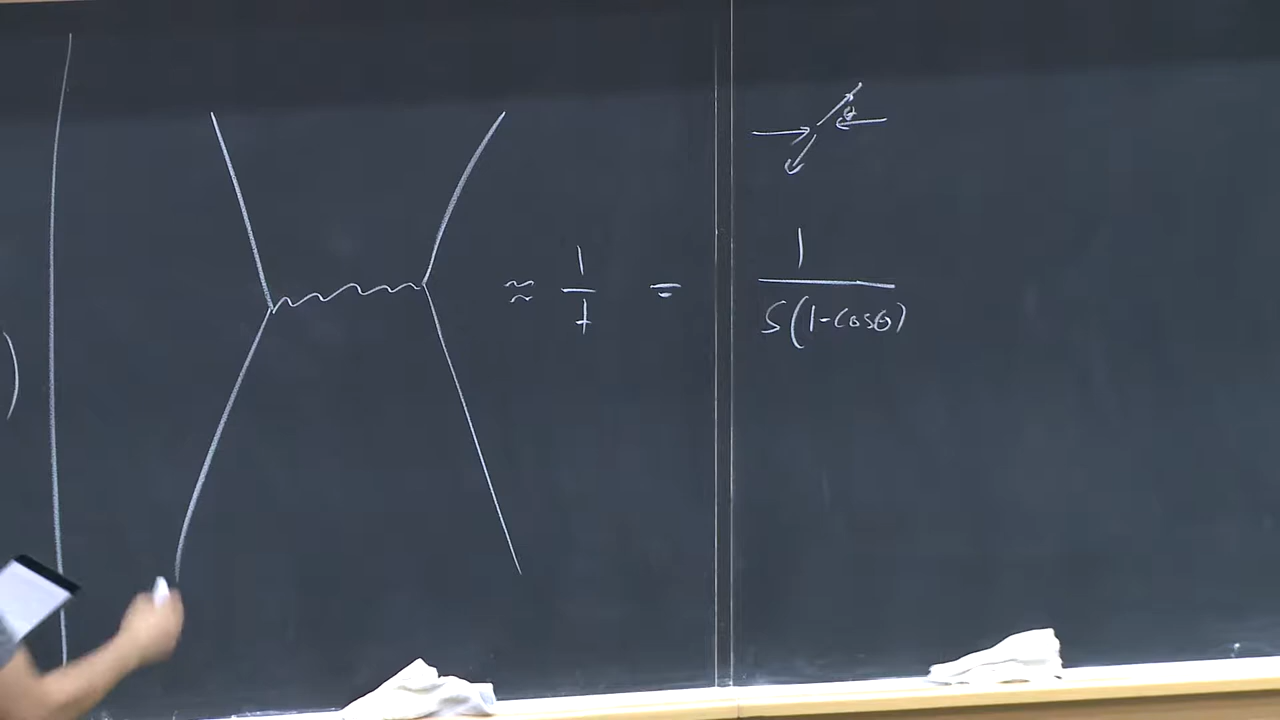 )
θ
≈ 1/t = 1/S(1-cosθ)